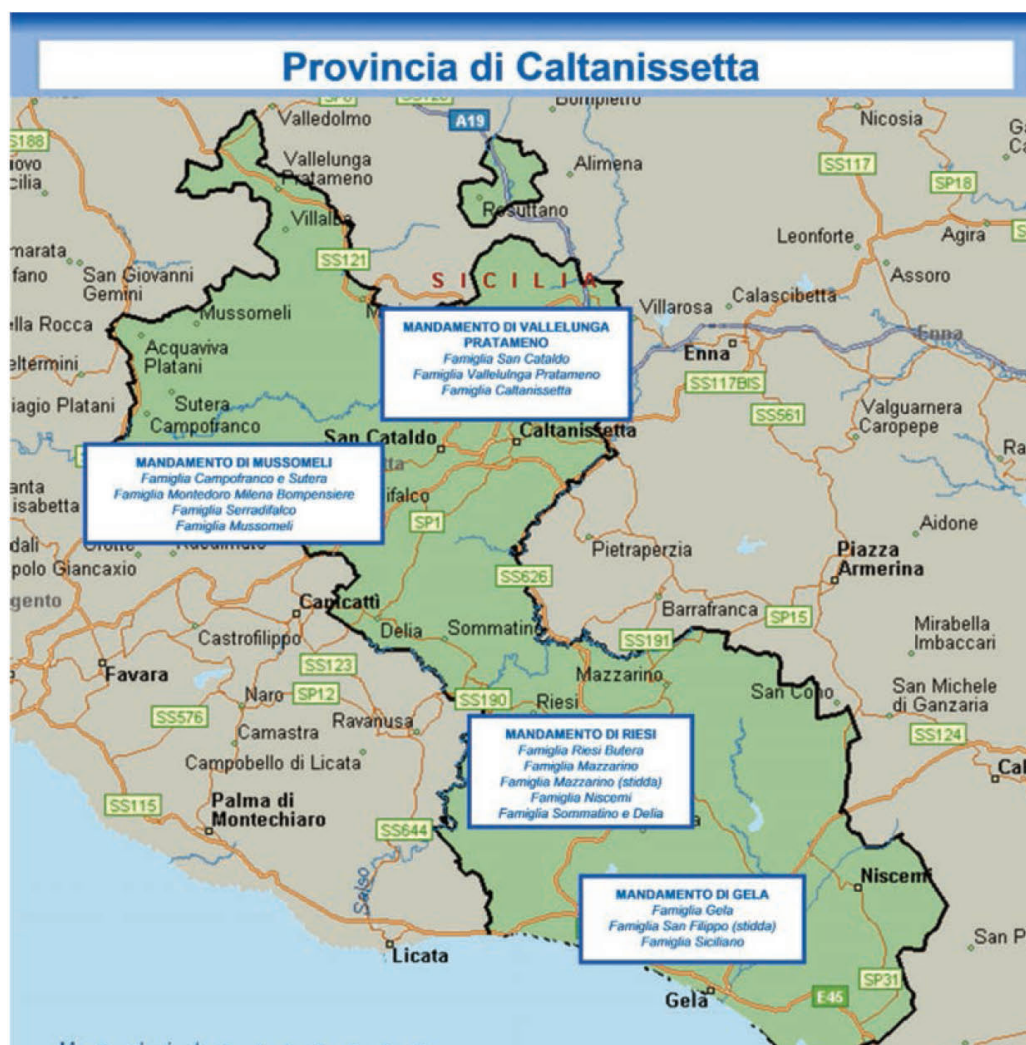 Provincia di Caltanissetta
Bompietro
Nicosia
Valledolmo
A19
Vallelunga
Pratameno
Alimena
SS117
SP18
Resuttano
Villalba
Leonforte
Agira
SS121
San Giovanni
Gemini
SICILIA
Assoro
Villarosa
Calascibetta
Mussomeli
Enna
Acquaviva
Platani
Enna
SS117BIS
Sutera
Campofranco
SS561
Valguarnera
Caropepe
San Cataldo
Caltanissetta
MANDAMENTO DI VALLELUNGA
PRATAMENO
Famiglia San Cataldo
Famiglia Vallelulnga Pratameno
Famiglia Caltanissetta
MANDAMENTO DI MUSSOMELI
Famiglia Campofranco e Sutera
Famiglia Montedoro Milena Bompensiere
Famiglia Serradifalco
Famiglia Mussomeli
SP1
Aidone
Pietraperzia
Piazza
Armerina
SS626
Canicattì
Barrafranca
SP15
Castrofilippo
Delia
Sommatino
SS191
Mirabella
Imbaccari
Favara
SS123
Mazzarino
Naro
SP12
SS190
Riesi
San Cono
San Michele
di Ganzaria
SS576
Ravanusa
SS124
Camastra
Campobello di Licata
MANDAMENTO DI RIESI
Famiglia Riesi Butera
Famiglia Mazzarino
Famiglia Mazzarino (stidda)
Famiglia Niscemi
Famiglia Sommatino e Delia
SS115
Palma di
Montechiaro
SS644
Salso
Niscemi
MANDAMENTO DI GELA
Famiglia Gela
Famiglia San Filippo (stidda)
Famiglia Siciliano
Licata
SP31
Gela
E45